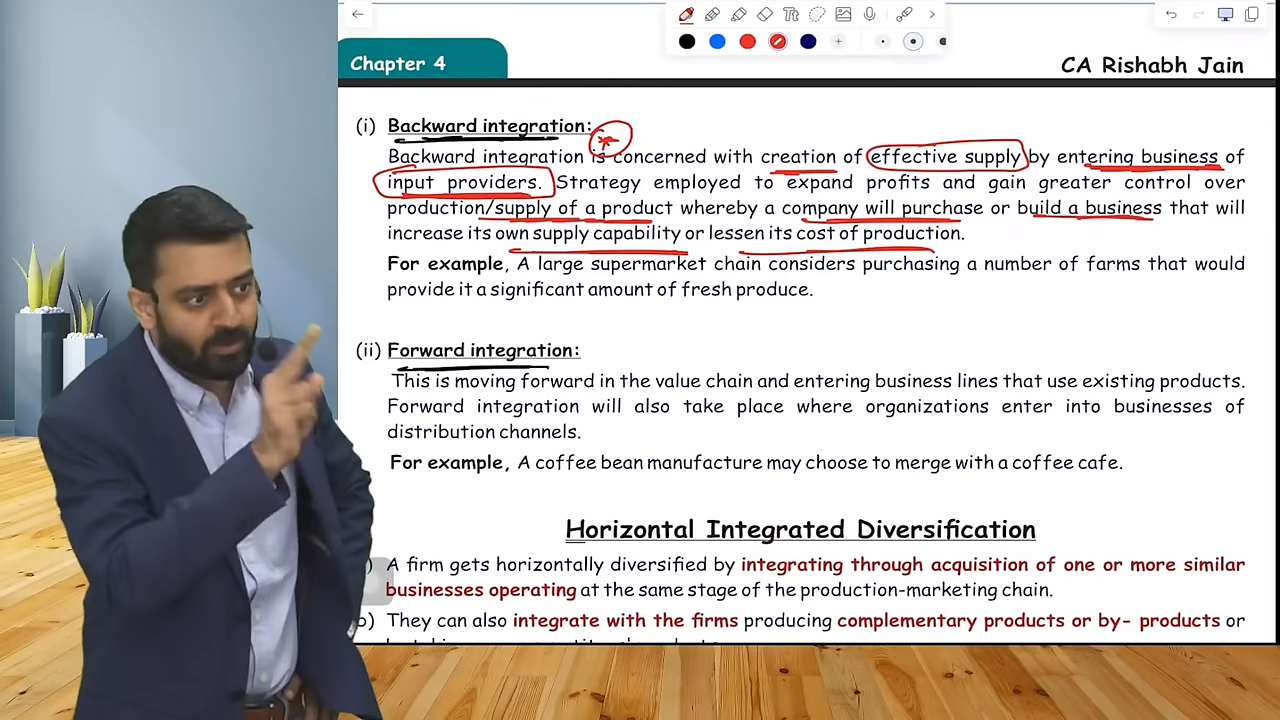 Chapter 4
CA Rishabh Jain
(i) Backward integration:
Backward integration is concerned with creation of effective supply by entering business of
input providers. Strategy employed to expand profits and gain greater control over
production/supply of a product whereby a company will purchase or build a business that will
increase its own supply capability or lessen its cost of production.
For example, A large supermarket chain considers purchasing a number of farms that would
provide it a significant amount of fresh produce.
(ii) Forward integration:
This is moving forward in the value chain and entering business lines that use existing products.
Forward integration will also take place where organizations enter into businesses of
distribution channels.
For example, A coffee bean manufacture may choose to merge with a coffee cafe.
Horizontal Integrated Diversification
) A firm gets horizontally diversified by integrating through acquisition of one or more similar
businesses operating at the same stage of the production-marketing chain.
b) They can also integrate with the firms producing complementary products or by- products or